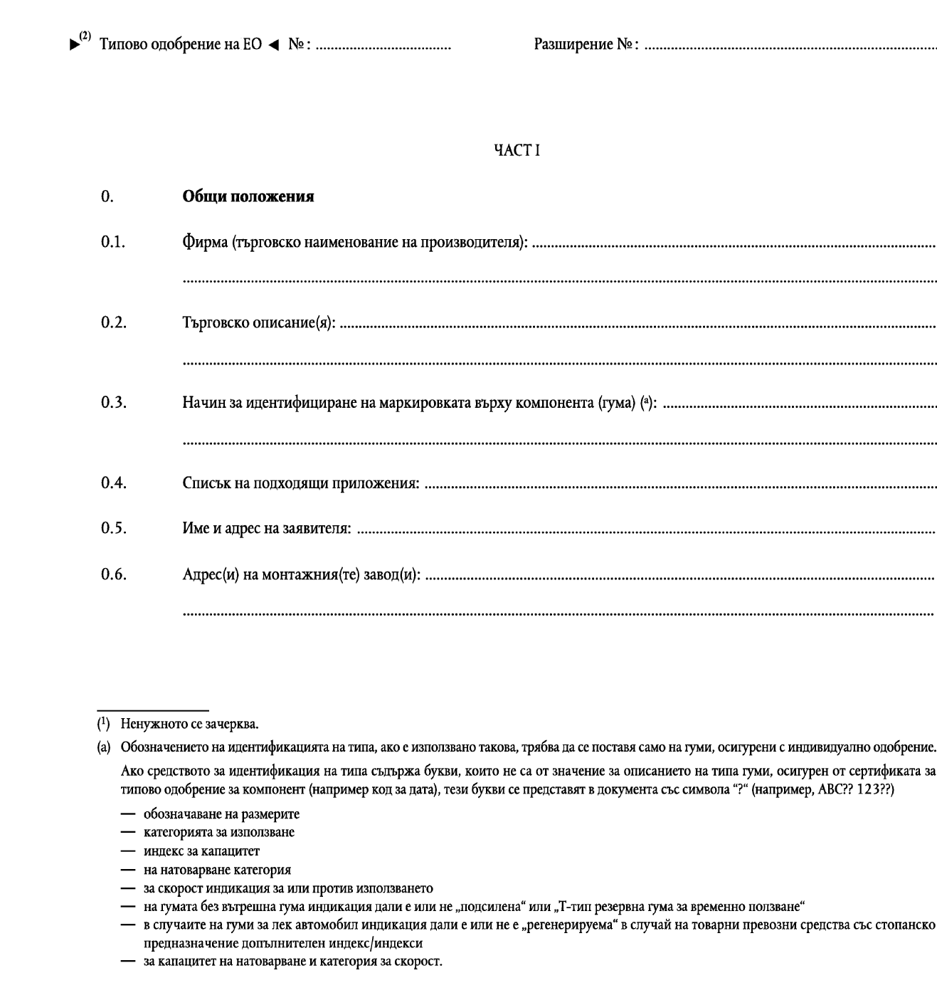 ▶(2) Типово одобрение на ЕО ◀ №: .................................. Разширение №: ..................................................................
ЧАСТ I
0. Общи положения
0.1. Фирма (търговско наименование на производителя): ..................................................................
..................................................................
0.2. Търговско описание(я): ..................................................................
..................................................................
0.3. Начин за идентифициране на маркировката върху компонента (гума) (a): ..................................................................
..................................................................
0.4. Списък на подходящи приложения: ..................................................................
0.5. Име и адрес на заявителя: ..................................................................
0.6. Адрес(и) на монтажния(те) завод(и): ..................................................................
..................................................................
(1) Ненужното се зачерква.
(a) Обозначението на идентификацията на типа, ако е използвано такова, трябва да се поставя само на гуми, осигурени с индивидуално одобрение.
Ако средството за идентификация на типа съдържа букви, които не са от значение за описанието на типа гуми, осигурен от сертификата за
типово одобрение за компонент (например код за дата), тези букви се представят в документа със символа “?“ (например, ABC?? 123??)
— обозначаване на размерите
— категорията за използване
— индекс за капацитет
— на натоварване категория
— за скорост индикация за или против използването
— на гумата без вътрешна гума индикация дали е или не „подсилена“ или „Т-тип резервна гума за временно ползване“
— в случаите на гуми за лек автомобил индикация дали е или не е „регенерируема“ в случай на товарни превозни средства със стопанско
предназначение допълнителен индекс/индекси
— за капацитет на натоварване и категория за скорост.